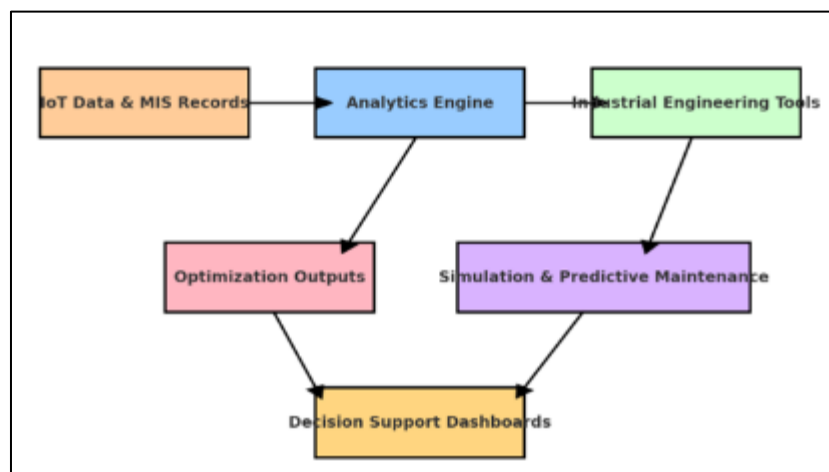 IoT Data & MIS Records
Analytics Engine
Industrial Engineering Tools
Optimization Outputs
Simulation & Predictive Maintenance
Decision Support Dashboards